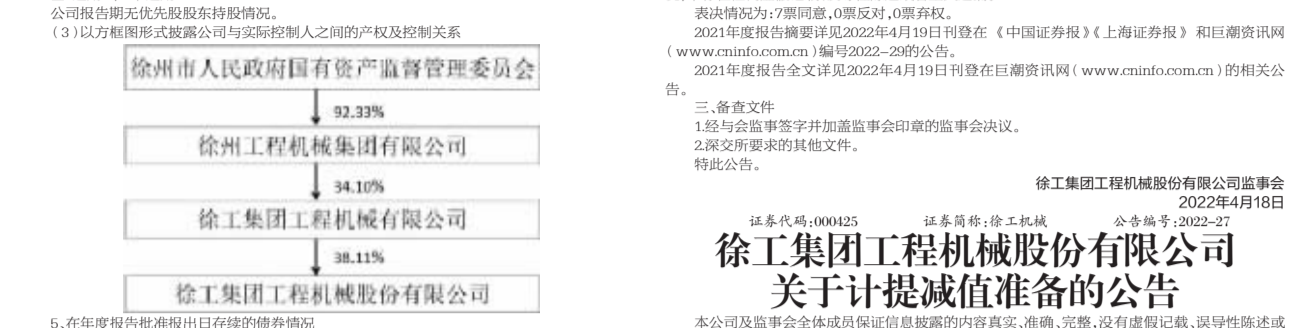 公司报告期无优先股股东持股情况。
(3)以方框图形式披露公司与实际控制人之间的产权及控制关系
徐州市人民政府国有资产监督管理委员会
92.33%
徐州工程机械集团有限公司
34.10%
徐工集团工程机械有限公司
38.11%
徐工集团工程机械股份有限公司
5、在年度报告批准报出日存续的债券情况
表决情况为:7票同意,0票反对,0票弃权。
2021年度报告摘要详见2022年4月19日刊登在《中国证券报》《上海证券报》和巨潮资讯网
(www.cninfo.com.cn)编号2022-29的公告。
2021年度报告全文详见2022年4月19日刊登在巨潮资讯网(www.cninfo.com.cn)的相关公
告。
三、备查文件
1.经与会监事签字并加盖监事会印章的监事会决议。
2.深交所要求的其他文件。
特此公告。
徐工集团工程机械股份有限公司监事会
2022年4月18日
证券代码:000425 证券简称:徐工机械 公告编号:2022-27
徐工集团工程机械股份有限公司
关于计提减值准备的公告
本公司及监事会全体成员保证信息披露的内容真实、准确、完整,没有虚假记载、误导性陈述或